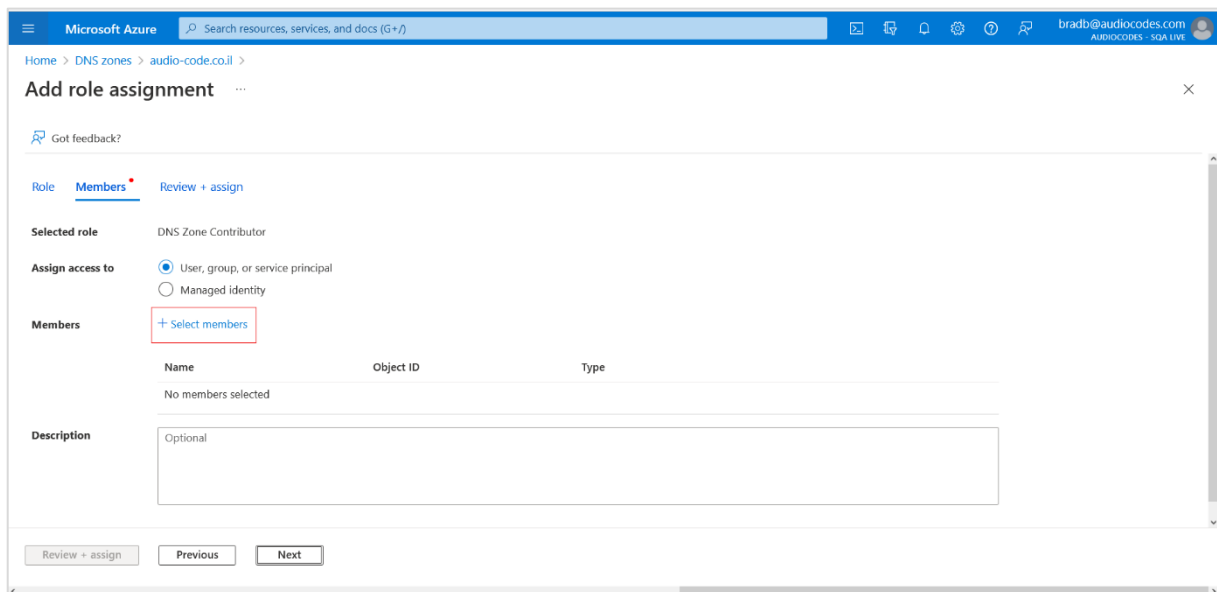 Microsoft Azure
Search resources, services, and docs (G+/)
bradb@audiocodes.com
AUDIOCODES - SQA LIVE
Home > DNS zones > audio-code.co.il >
Add role assignment ...
Got feedback?
Role Members Review + assign
Selected role DNS Zone Contributor
Assign access to User, group, or service principal
Managed identity
Members + Select members
Name Object ID Type
No members selected
Description Optional
Review + assign Previous Next